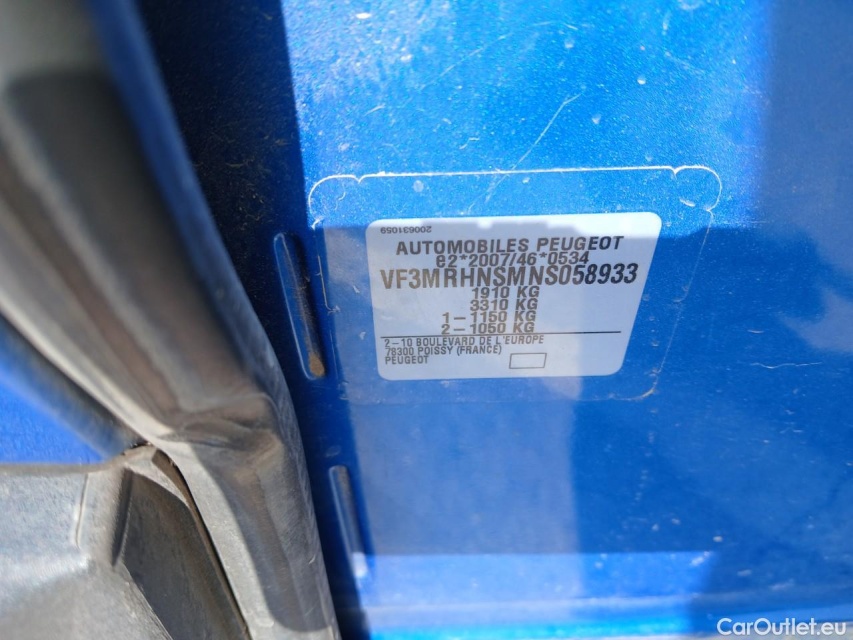 200631059
AUTOMOBILES PEUGEOT
e2*2007/46*0534
VF3MRHNSMNS058933
1910 KG
3310 KG
1-1150 KG
2-1050 KG
2-10 BOULEVARD DE L'EUROPE
78300 POISSY (FRANCE)
PEUGEOT
CarOutlet.eu